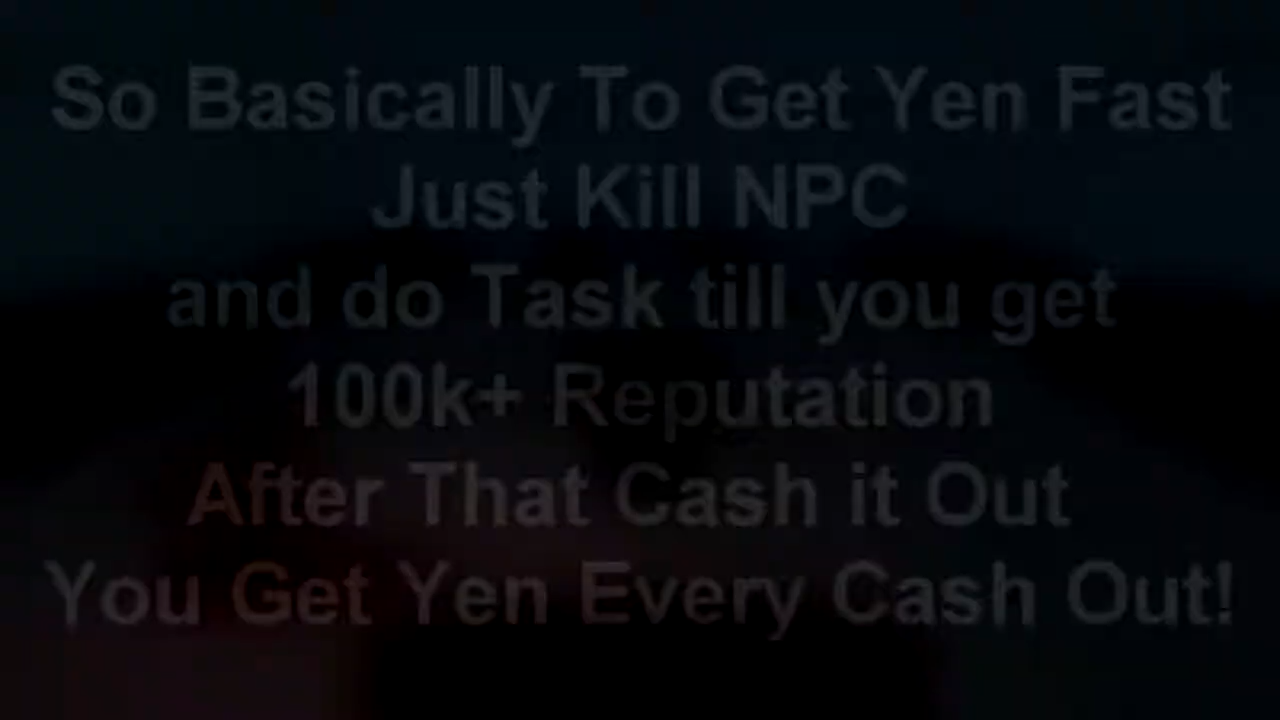 So Basically To Get Yen Fast
Just Kill NPC
and do Task till you get
100k+ Reputation
After That Cash it Out
You Get Yen Every Cash Out!